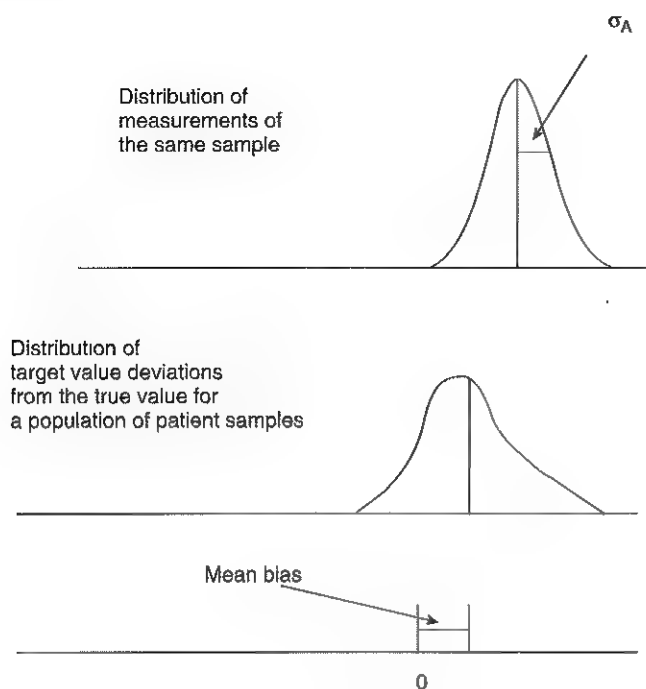 σA
Distribution of
measurements of
the same sample
Distribution of
target value deviations
from the true value for
a population of patient samples
Mean bias
0